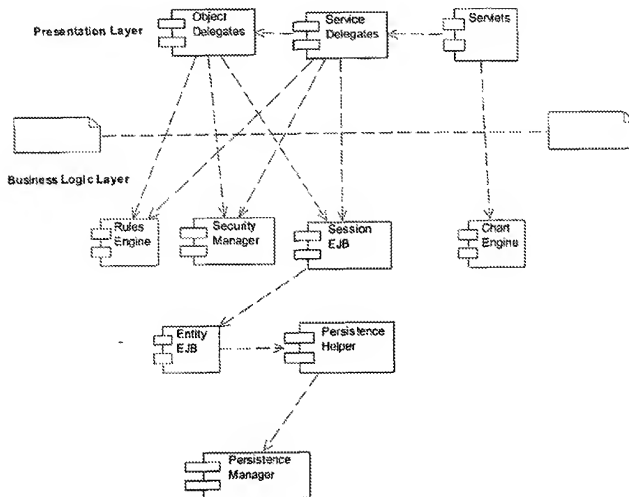 Presentation Layer
Object
Delegates
Service
Delegates
Servlets
Business Logic Layer
Rules
Engine
Security
Manager
Session
EJB
Chart
Engine
Entity
EJB
Persistence
Helper
Persistence
Manager